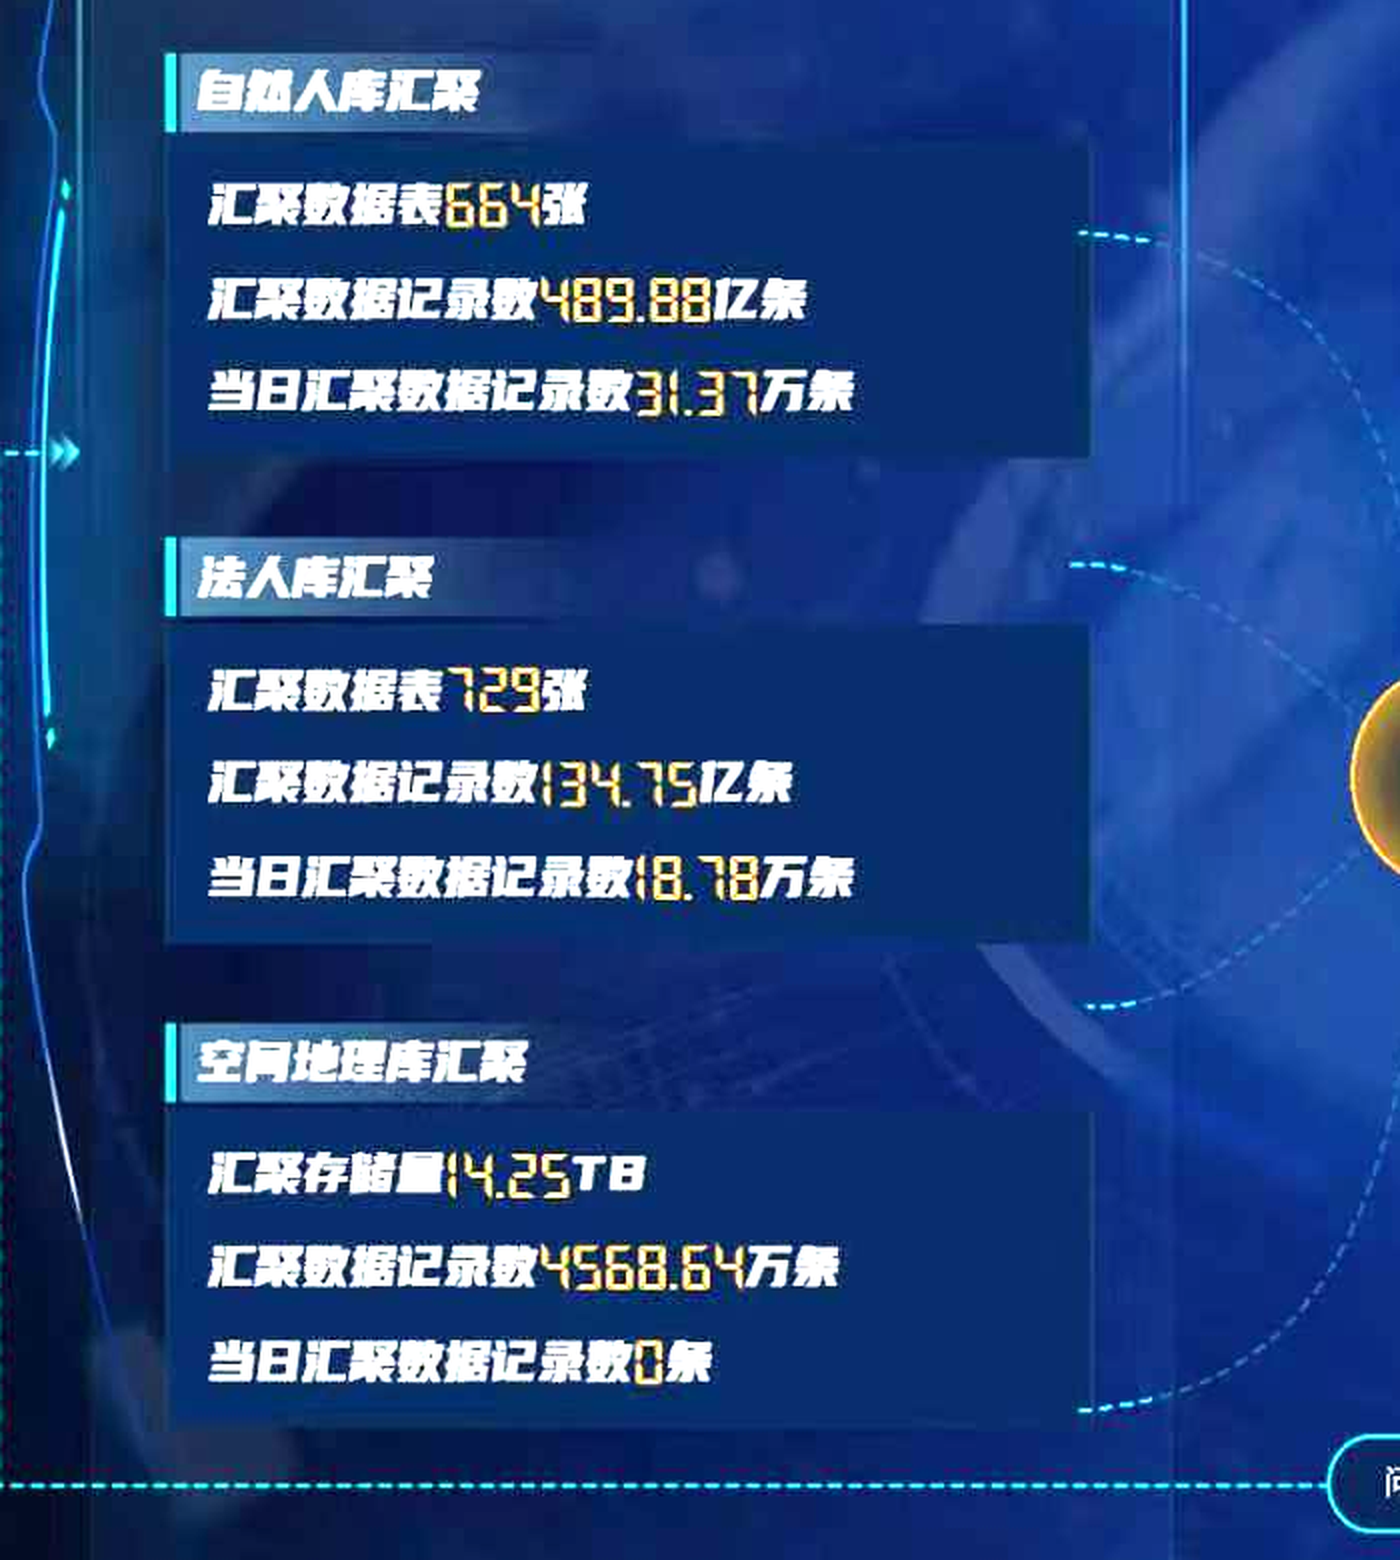 自然人库汇聚
汇聚数据表664张
汇聚数据记录数489.88亿条
当日汇聚数据记录数31.37万条
法人库汇聚
汇聚数据表729张
汇聚数据记录数134.75亿条
当日汇聚数据记录数18.78万条
空间地理库汇聚
汇聚存储量14.25TB
汇聚数据记录数4568.64万条
当日汇聚数据记录数0条